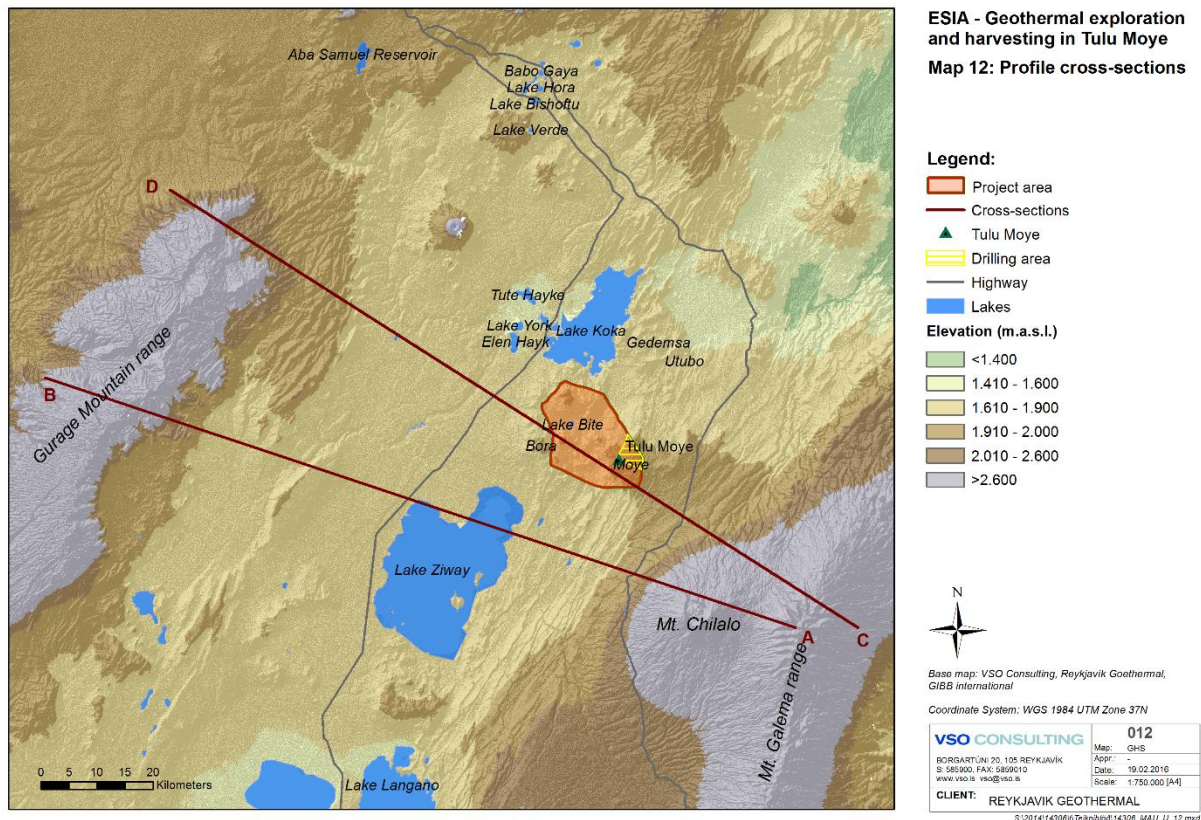 ESIA - Geothermal exploration
and harvesting in Tulu Moye
Map 12: Profile cross-sections
Aba Samuel Reservoir
Babo Gaya
Lake Hora
Lake Bishoftu
Lake Verde
D
Tute Hayke
Lake York
Lake Koka
Elen Hayk
Gedemsa
Utubo
B
Gurage Mountain range
Lake Bite
Bora
Tulu Moye
Moye
Lake Ziway
Mt. Chilalo
A
C
Mt. Galema range
Lake Langano
0 5 10 20
Kilometers
Legend:
Project area
Cross-sections
Tulu Moye
Drilling area
Highway
Lakes
Elevation (m.a.s.l.)
<1.400
1.410 - 1.600
1.610 - 1.900
1.910 - 2.000
2.010 - 2.600
>2.600
N
Base map: VSO Consulting, Reykjavik Goethermal,
GIBB international
Coordinate System: WGS 1984 UTM Zone 37N
VSO CONSULTING
BORGARTÚNI 20, 105 REYKJAVÍK
S: 585900, FAX: 5859010
www.vso.is vso@vso.is
012
Map: GHS
Appr.: -
Date: 19.02.2016
Scale: 1:750.000 [A4]
CLIENT: REYKJAVIK GEOTHERMAL